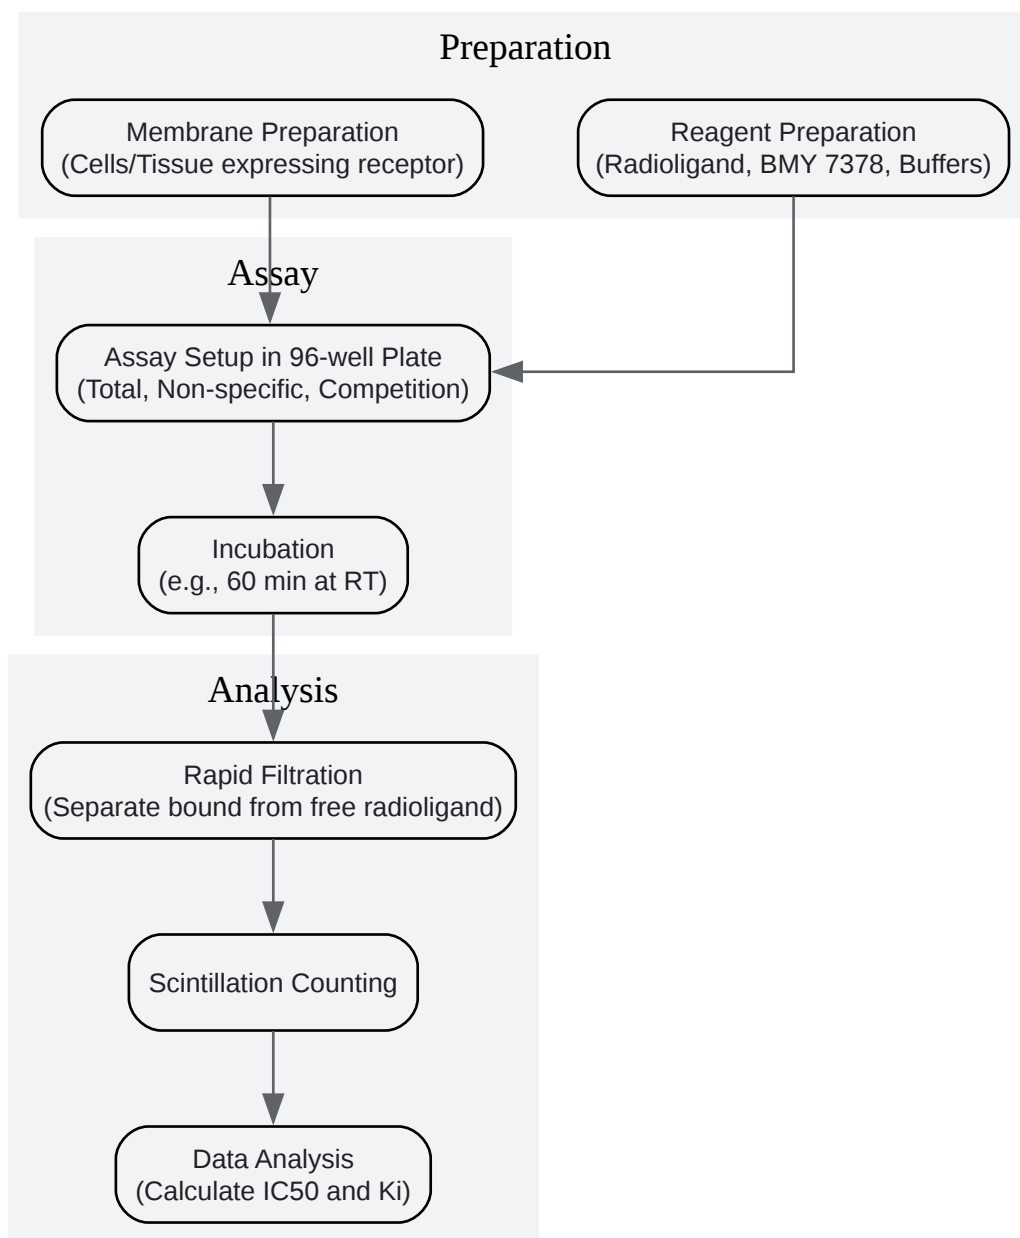 Preparation
Membrane Preparation
(Cells/Tissue expressing receptor)
Reagent Preparation
(Radioligand, BMY 7378, Buffers)
Assay
Assay Setup in 96-well Plate
(Total, Non-specific, Competition)
Incubation
(e.g., 60 min at RT)
Analysis
Rapid Filtration
(Separate bound from free radioligand)
Scintillation Counting
Data Analysis
(Calculate IC50 and Ki)